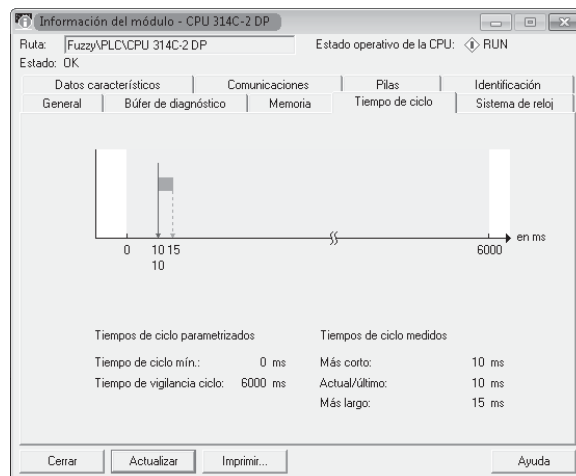 Información del módulo - CPU 314C-2 DP
Ruta: Fuzzy\PLC\CPU 314C-2 DP Estado operativo de la CPU: RUN
Estado: OK
Datos característicos Comunicaciones Pilas Identificación
General Búfer de diagnóstico Memoria Tiempo de ciclo Sistema de reloj
en ms
0 10 15 6000
10
Tiempos de ciclo parametrizados Tiempos de ciclo medidos
Tiempo de ciclo mín.: 0 ms Más corto: 10 ms
Tiempo de vigilancia ciclo: 6000 ms Actual/último: 10 ms
Más largo: 15 ms
Cerrar Actualizar Imprimir... Ayuda